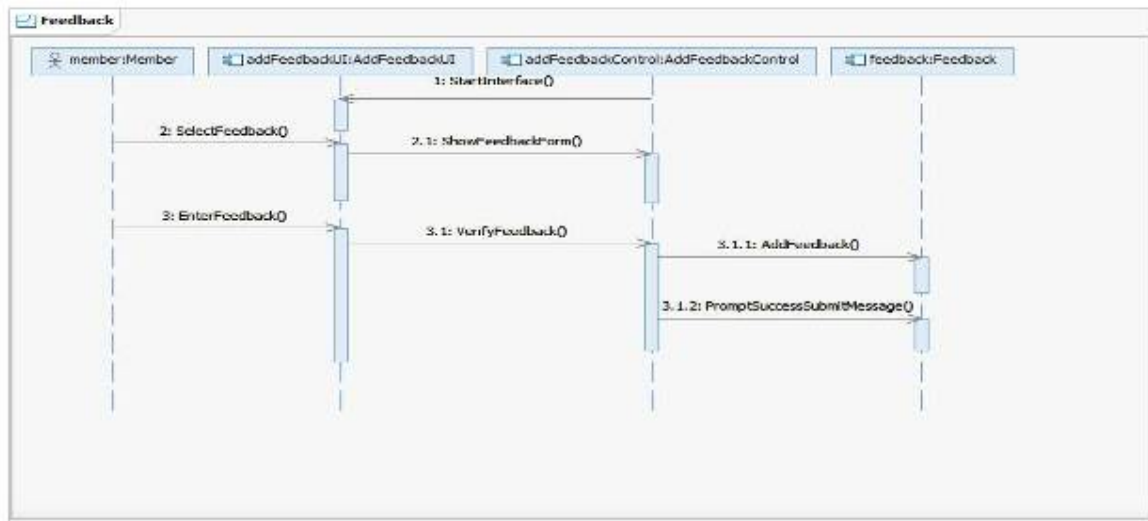 Feedback
member:Member
addFeedbackUI:AddFeedbackUI
addFeedbackControl:AddFeedbackControl
feedback:Feedback
1: StartInterface()
2: SelectFeedback()
2.1: ShowFeedbackForm()
3: EnterFeedback()
3.1: VerifyFeedback()
3.1.1: AddFeedback()
3.1.2: PromptSuccessSubmitMessage()